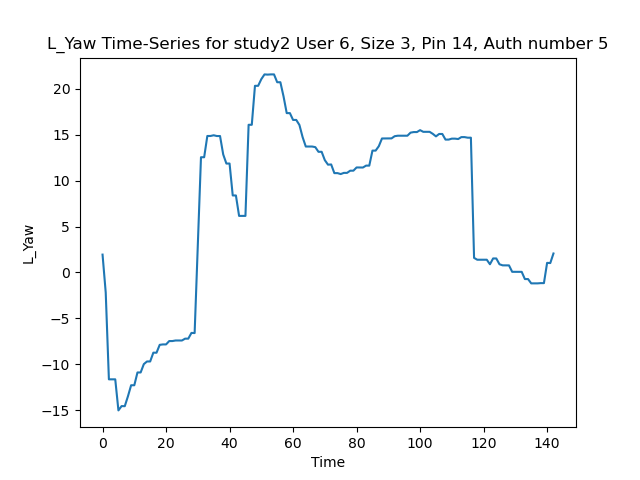 L_Yaw Time-Series for study2 User 6, Size 3, Pin 14, Auth number 5
20
15
10
5
0
−5
−10
−15
L_Yaw
0 20 40 60 80 100 120 140
Time